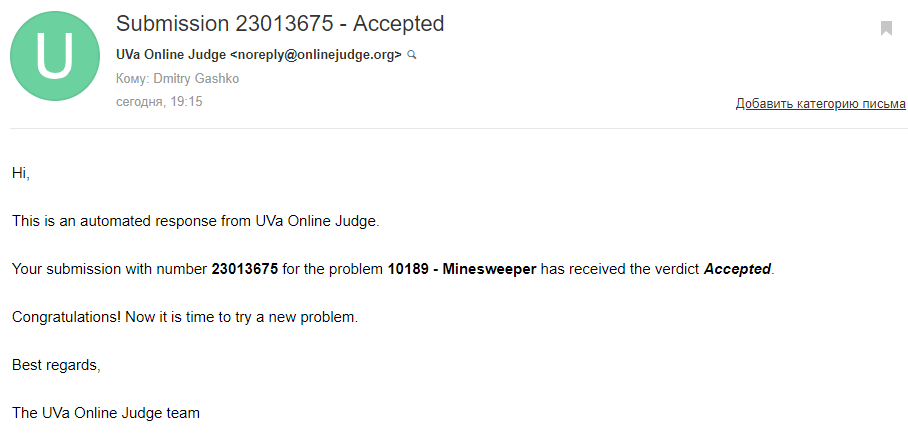 U
Submission 23013675 - Accepted
UVa Online Judge <noreply@onlinejudge.org>
Кому: Dmitry Gashko
сегодня, 19:15
Добавить категорию письма
Hi,
This is an automated response from UVa Online Judge.
Your submission with number 23013675 for the problem 10189 - Minesweeper has received the verdict Accepted.
Congratulations! Now it is time to try a new problem.
Best regards,
The UVa Online Judge team